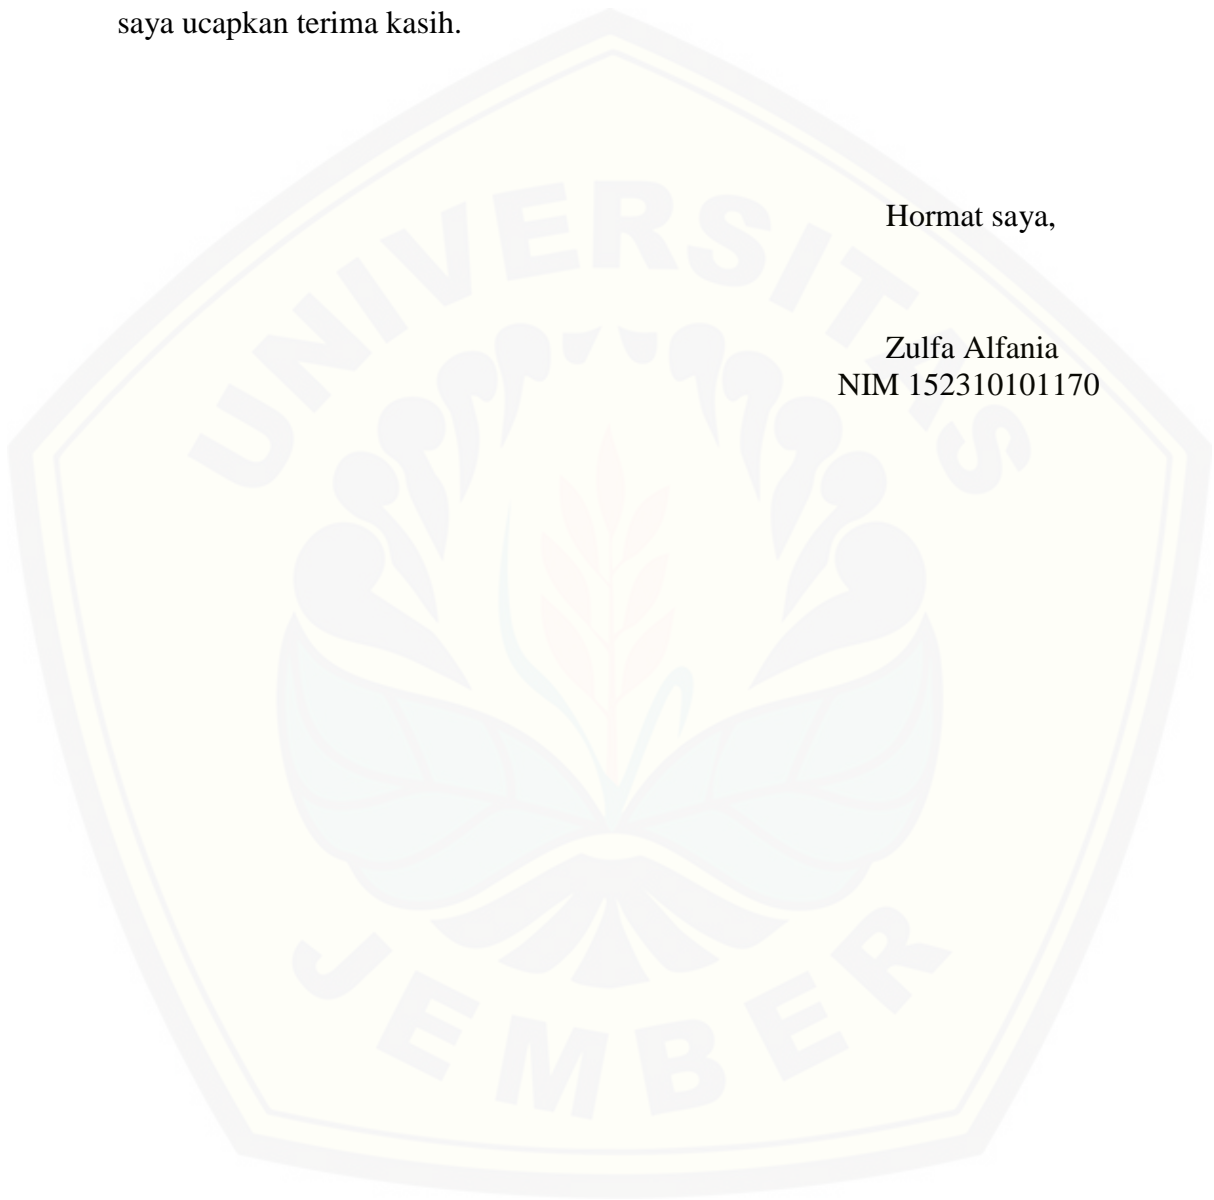 saya ucapkan terima kasih.
Hormat saya,
Zulfa Alfania
NIM 152310101170
UNIVERSITAS
JEMBER